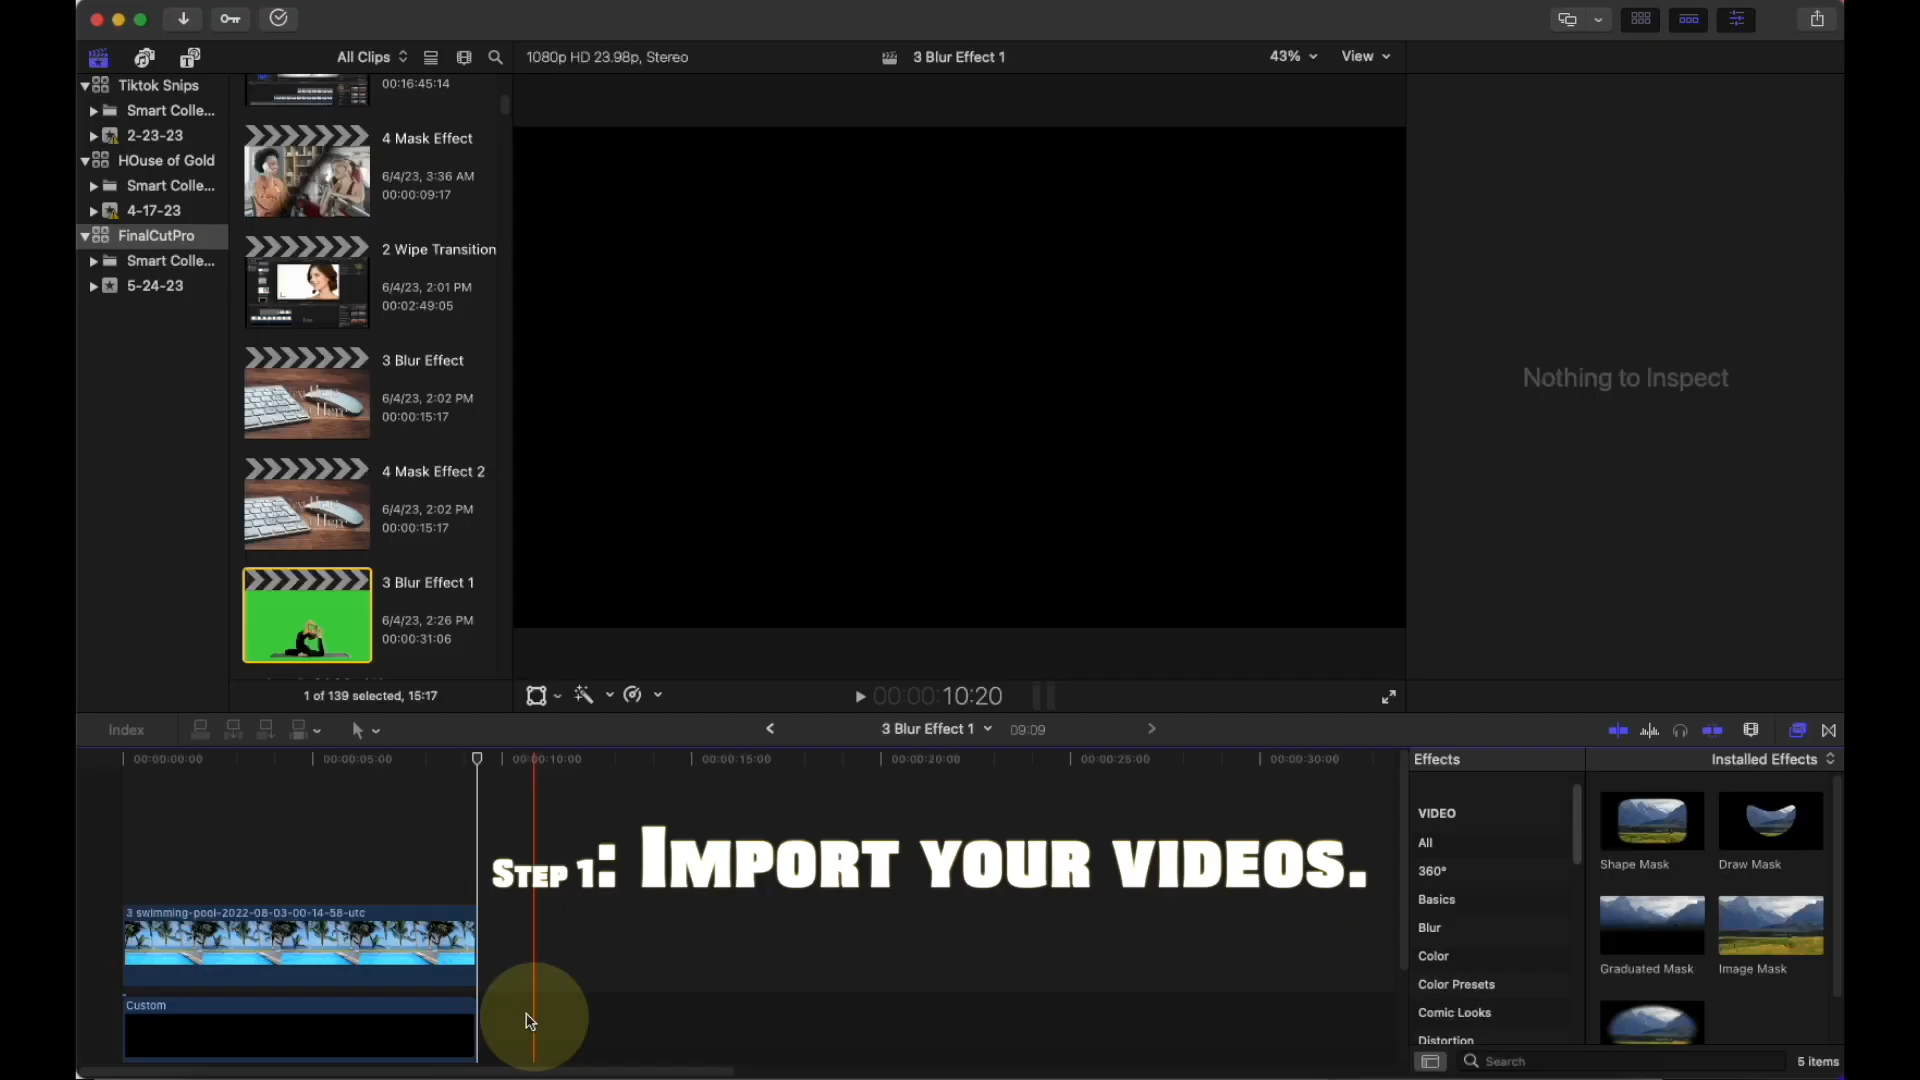 All Clips
1080p HD 23.98p, Stereo
3 Blur Effect 1
43%
View
Tiktok Snips
Smart Colle...
2-23-23
HOuse of Gold
Smart Colle...
4-17-23
FinalCutPro
Smart Colle...
5-24-23
00:16:45:14
4 Mask Effect
6/4/23, 3:36 AM
00:00:09:17
2 Wipe Transition
6/4/23, 2:01 PM
00:02:49:05
3 Blur Effect
6/4/23, 2:02 PM
00:00:15:17
4 Mask Effect 2
6/4/23, 2:02 PM
00:00:15:17
3 Blur Effect 1
6/4/23, 2:26 PM
00:00:31:06
1 of 139 selected, 15:17
Nothing to Inspect
00:00:10:20
Index
3 Blur Effect 1
09:09
00:00:00:00
00:00:05:00
00:00:10:00
00:00:15:00
00:00:20:00
00:00:25:00
00:00:30:00
Step 1: Import your videos.
3 swimming-pool-2022-08-03-00-14-58-utc
Custom
Effects
Installed Effects
VIDEO
All
360°
Basics
Blur
Color
Color Presets
Comic Looks
Distortion
Shape Mask
Draw Mask
Graduated Mask
Image Mask
Search
5 items